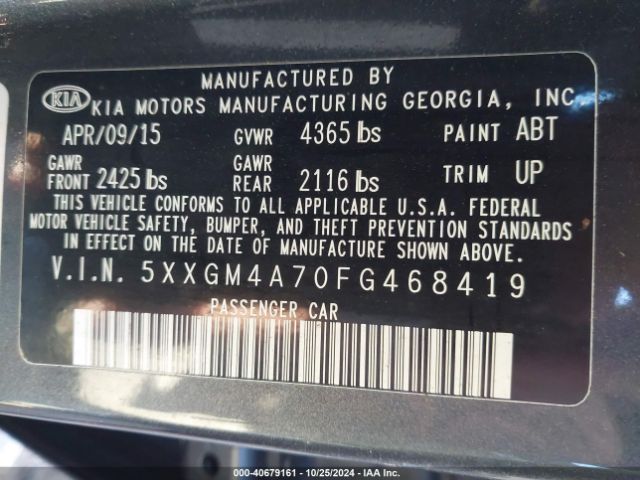 MANUFACTURED BY
KIA KIA MOTORS MANUFACTURING GEORGIA, INC
APR/09/15 GVWR 4365 lbs PAINT ABT
GAWR FRONT 2425 lbs GAWR REAR 2116 lbs TRIM UP
THIS VEHICLE CONFORMS TO ALL APPLICABLE U.S.A. FEDERAL
MOTOR VEHICLE SAFETY, BUMPER, AND THEFT PREVENTION STANDARDS
IN EFFECT ON THE DATE OF MANUFACTURE SHOWN ABOVE.
V.I.N. 5XXGM4A70FG468419
PASSENGER CAR
000-40679161 - 10/25/2024 - IAA Inc.